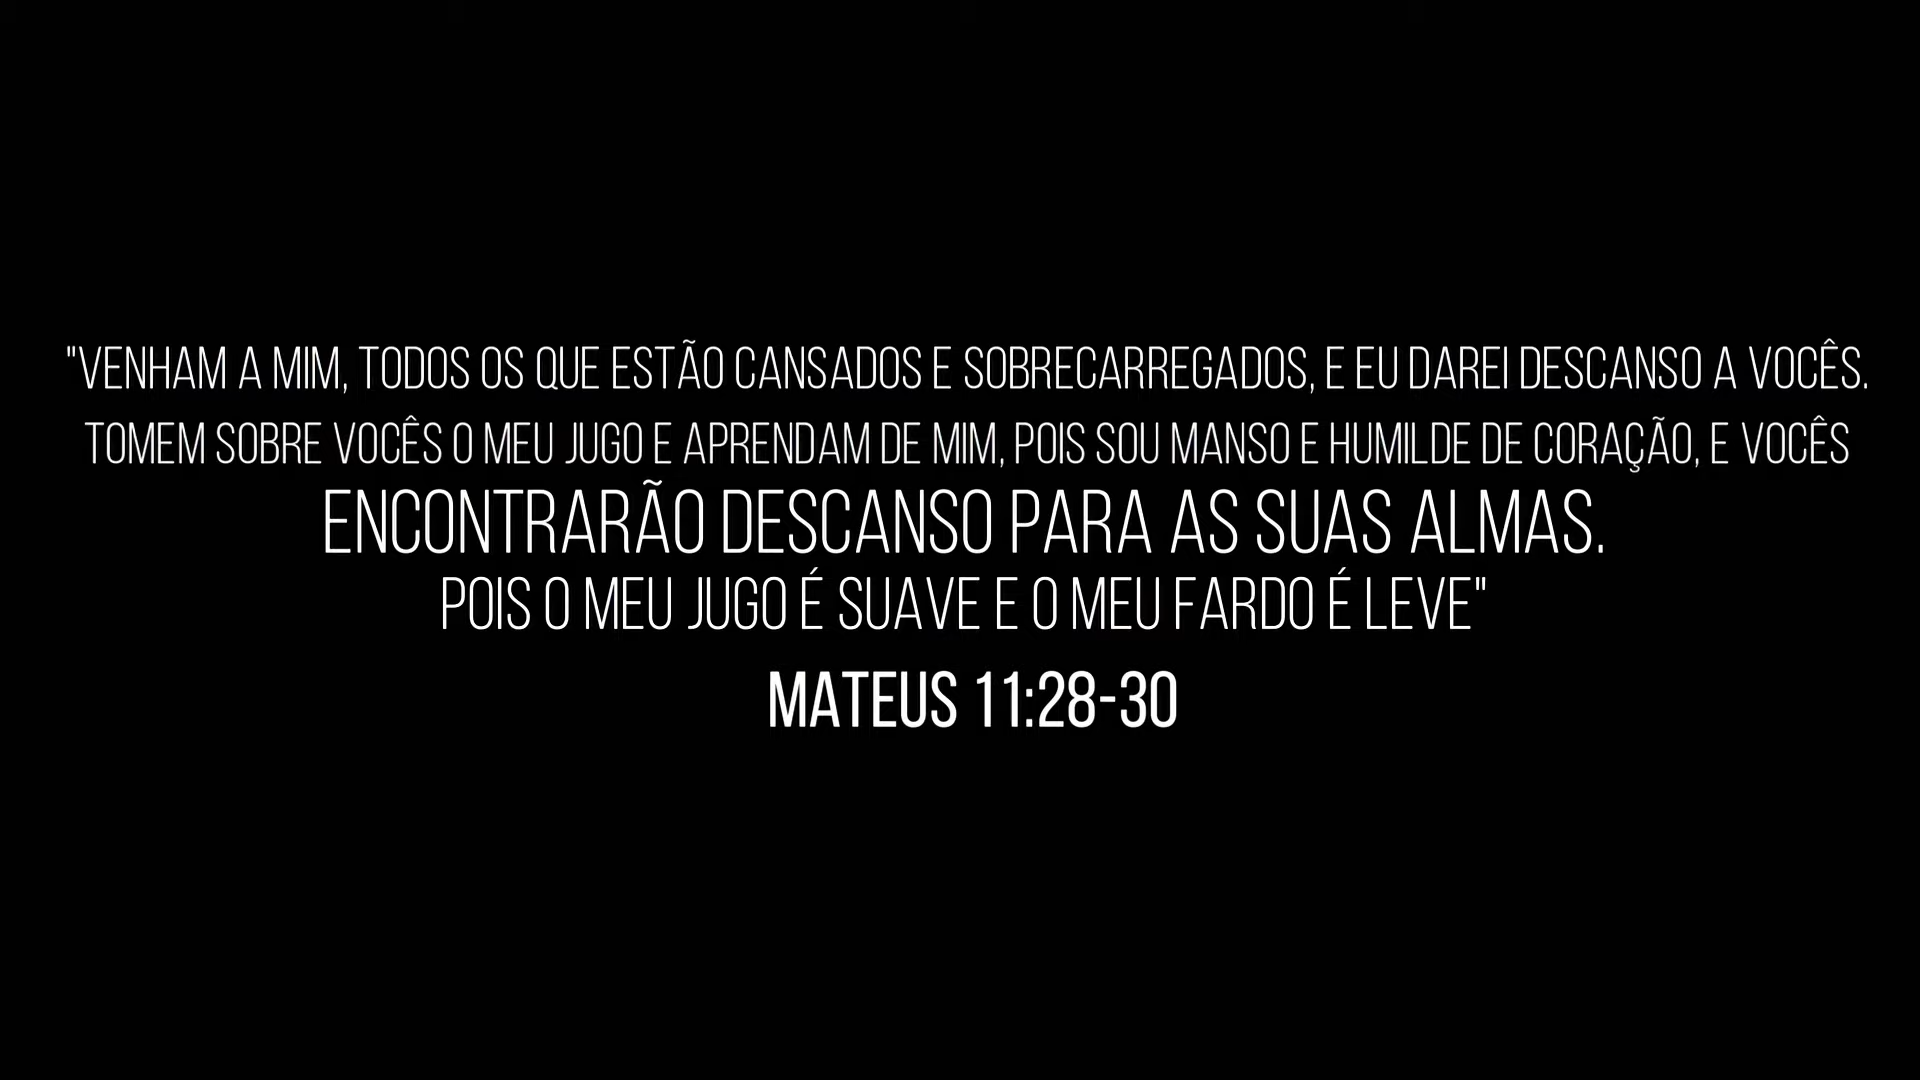 "VENHAM A MIM, TODOS OS QUE ESTÃO CANSADOS E SOBRECARREGADOS, E EU DAREI DESCANSO A VOCÊS.
TOMEM SOBRE VOCÊS O MEU JUGO E APRENDAM DE MIM, POIS SOU MANSO E HUMILDE DE CORAÇÃO, E VOCÊS
ENCONTRARÃO DESCANSO PARA AS SUAS ALMAS.
POIS O MEU JUGO É SUAVE E O MEU FARDO É LEVE"
MATEUS 11:28-30